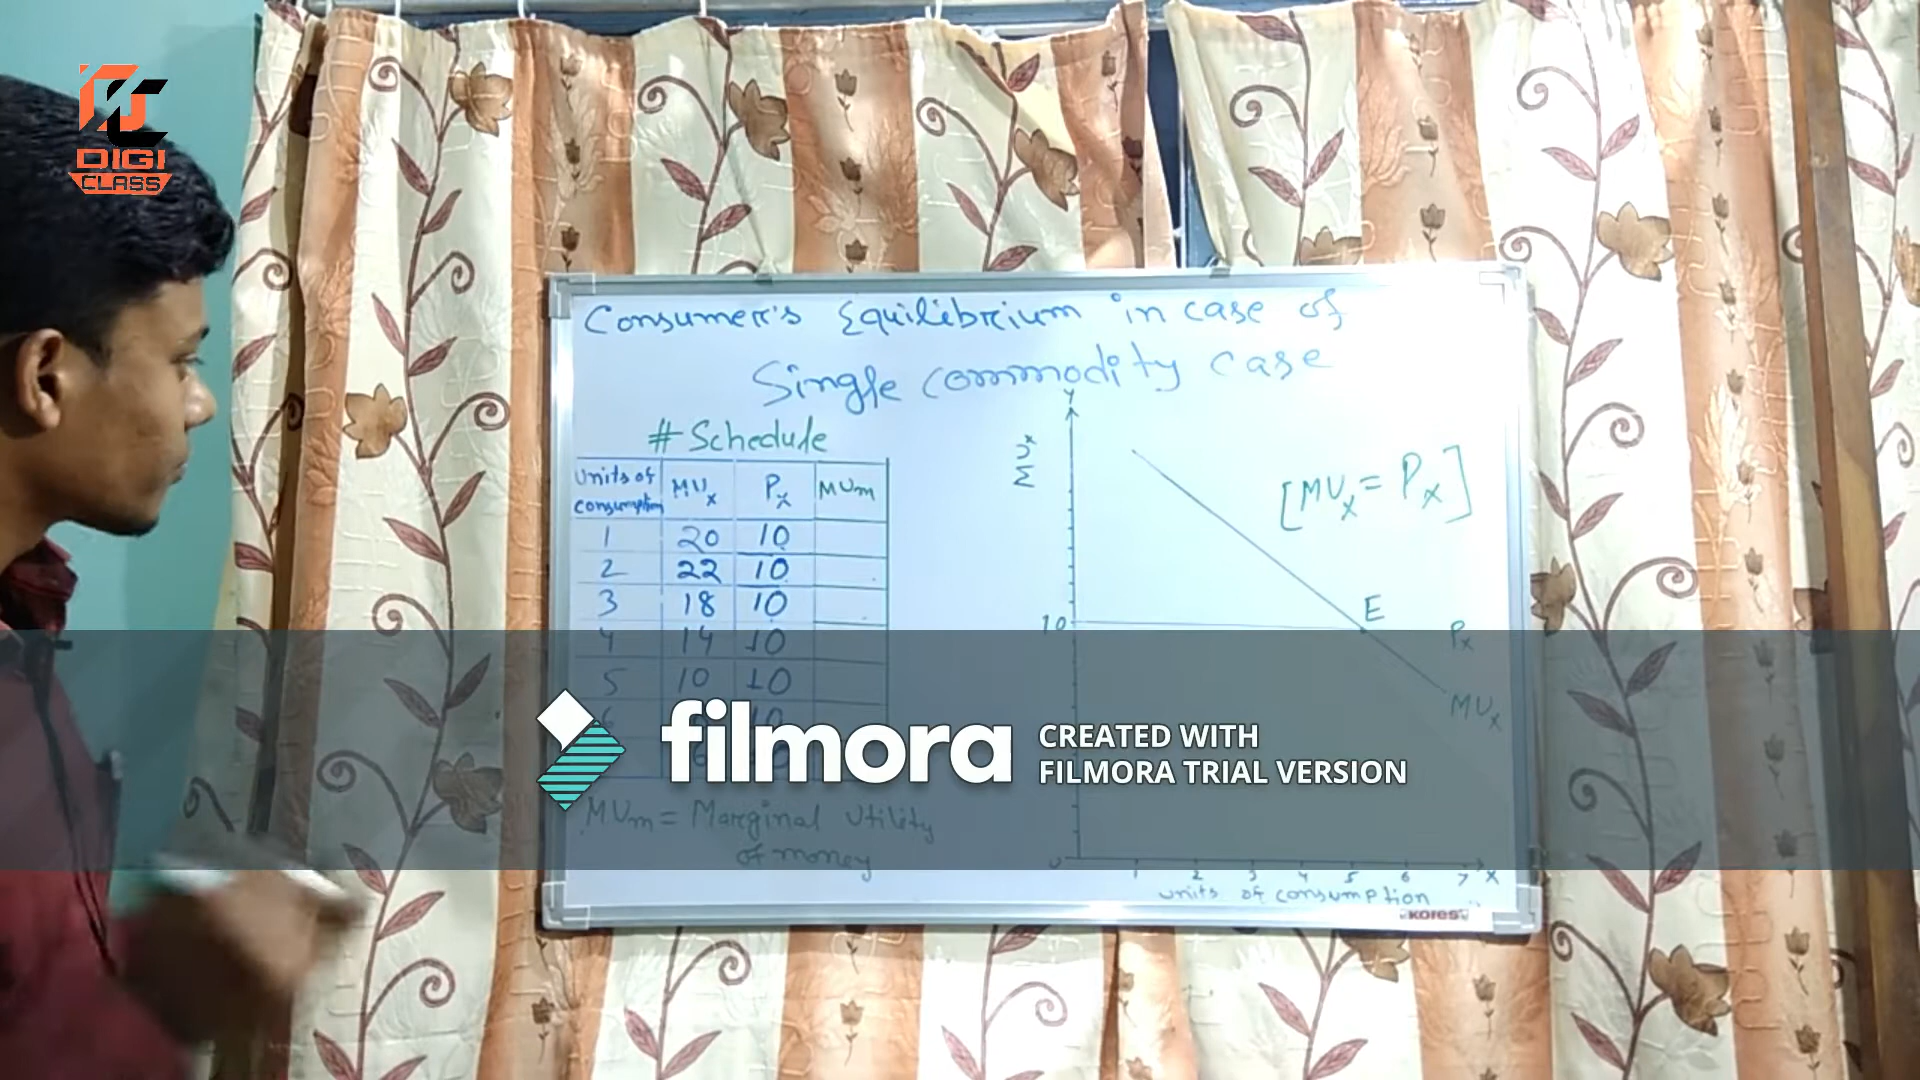 DIGI
CLASS
Consumer's Equilibrium in case of
Single commodity case
# Schedule
Units of consumption MUx Px MUm
1 20 10
2 22 10
3 18 10
4 14 10
5 10 10
6 10
MUm = Marginal Utility
of money
Y
MUx
[MUx = Px]
E
10
Px
MUx
0 1 2 3 4 5 6 7 X
units of consumption
kores
filmora
CREATED WITH
FILMORA TRIAL VERSION